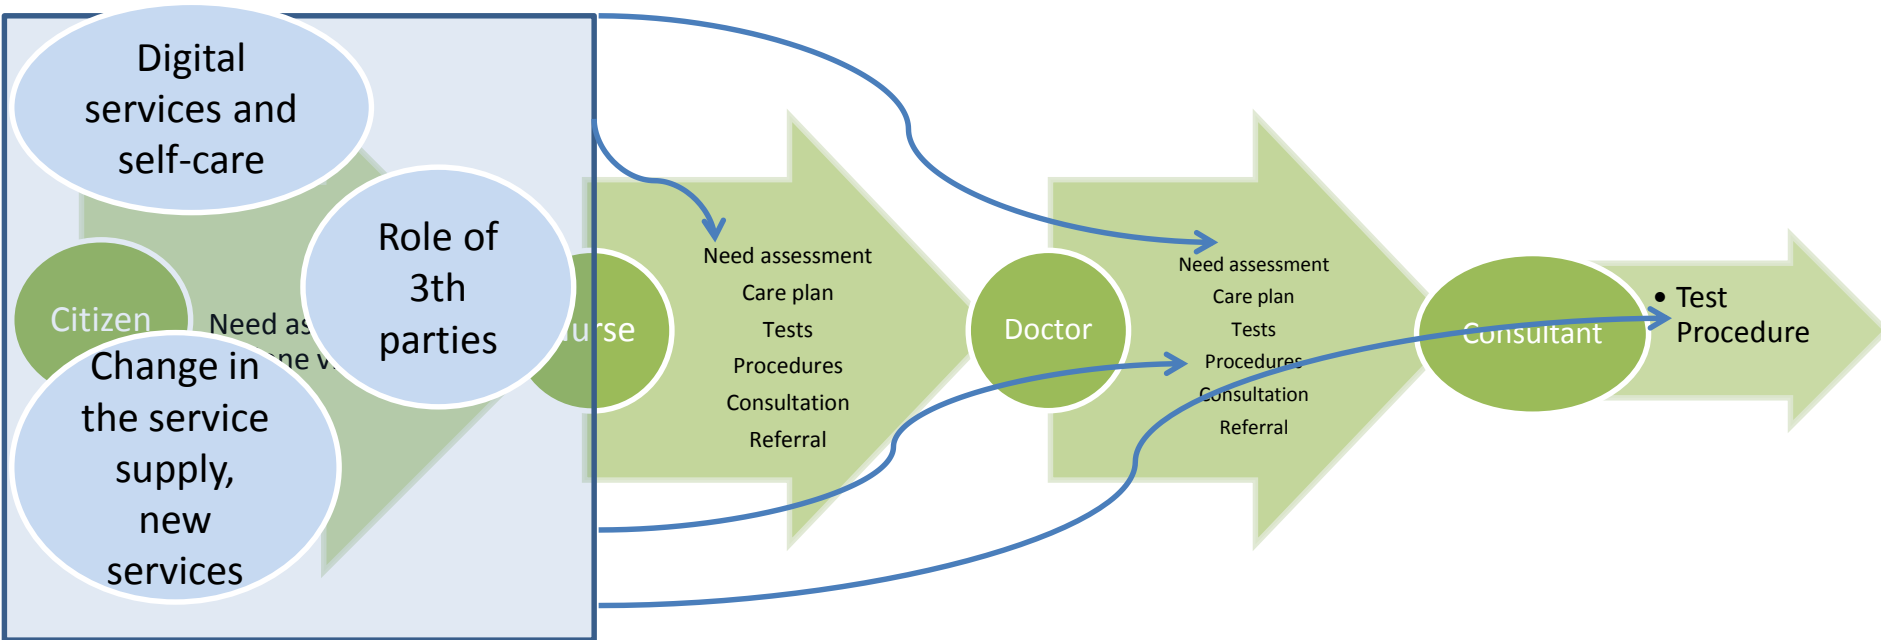 Digital
services and
self-care
Role of
3th
parties
Citizen
Need
Change in
the service
supply,
new
services
Need assessment
Care plan
Tests
Procedures
Consultation
Referral
Doctor
Need assessment
Care plan
Tests
Procedures
Consultation
Referral
Consultant
• Test
Procedure